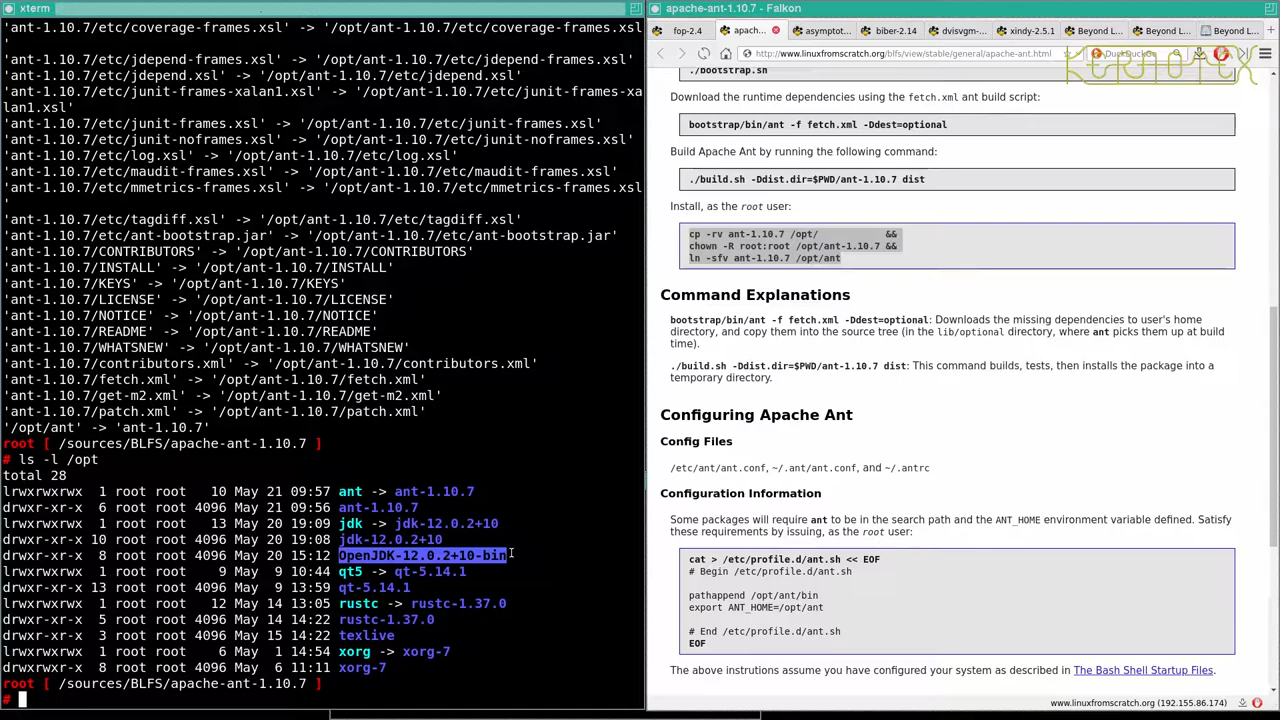 xterm
'ant-1.10.7/etc/coverage-frames.xsl' -> '/opt/ant-1.10.7/etc/coverage-frames.xsl
'
'ant-1.10.7/etc/jdepend-frames.xsl' -> '/opt/ant-1.10.7/etc/jdepend-frames.xsl'
'ant-1.10.7/etc/jdepend.xsl' -> '/opt/ant-1.10.7/etc/jdepend.xsl'
'ant-1.10.7/etc/junit-frames-xalan1.xsl' -> '/opt/ant-1.10.7/etc/junit-frames-xa
lan1.xsl'
'ant-1.10.7/etc/junit-frames.xsl' -> '/opt/ant-1.10.7/etc/junit-frames.xsl'
'ant-1.10.7/etc/junit-noframes.xsl' -> '/opt/ant-1.10.7/etc/junit-noframes.xsl'
'ant-1.10.7/etc/log.xsl' -> '/opt/ant-1.10.7/etc/log.xsl'
'ant-1.10.7/etc/maudit-frames.xsl' -> '/opt/ant-1.10.7/etc/maudit-frames.xsl'
'ant-1.10.7/etc/mmetrics-frames.xsl' -> '/opt/ant-1.10.7/etc/mmetrics-frames.xsl
'
'ant-1.10.7/etc/tagdiff.xsl' -> '/opt/ant-1.10.7/etc/tagdiff.xsl'
'ant-1.10.7/etc/ant-bootstrap.jar' -> '/opt/ant-1.10.7/etc/ant-bootstrap.jar'
'ant-1.10.7/CONTRIBUTORS' -> '/opt/ant-1.10.7/CONTRIBUTORS'
'ant-1.10.7/INSTALL' -> '/opt/ant-1.10.7/INSTALL'
'ant-1.10.7/KEYS' -> '/opt/ant-1.10.7/KEYS'
'ant-1.10.7/LICENSE' -> '/opt/ant-1.10.7/LICENSE'
'ant-1.10.7/NOTICE' -> '/opt/ant-1.10.7/NOTICE'
'ant-1.10.7/README' -> '/opt/ant-1.10.7/README'
'ant-1.10.7/WHATSNEW' -> '/opt/ant-1.10.7/WHATSNEW'
'ant-1.10.7/contributors.xml' -> '/opt/ant-1.10.7/contributors.xml'
'ant-1.10.7/fetch.xml' -> '/opt/ant-1.10.7/fetch.xml'
'ant-1.10.7/get-m2.xml' -> '/opt/ant-1.10.7/get-m2.xml'
'ant-1.10.7/patch.xml' -> '/opt/ant-1.10.7/patch.xml'
'/opt/ant' -> 'ant-1.10.7'
root [ /sources/BLFS/apache-ant-1.10.7 ]
# ls -l /opt
total 28
lrwxrwxrwx  1 root root   10 May 21 09:57 ant -> ant-1.10.7
drwxr-xr-x  6 root root 4096 May 21 09:56 ant-1.10.7
lrwxrwxrwx  1 root root   13 May 20 19:09 jdk -> jdk-12.0.2+10
drwxr-xr-x 10 root root 4096 May 20 19:08 jdk-12.0.2+10
drwxr-xr-x  8 root root 4096 May 20 15:12 OpenJDK-12.0.2+10-bin
lrwxrwxrwx  1 root root    9 May  9 10:44 qt5 -> qt-5.14.1
drwxr-xr-x 13 root root 4096 May  9 13:59 qt-5.14.1
lrwxrwxrwx  1 root root   12 May 14 13:05 rustc -> rustc-1.37.0
drwxr-xr-x  5 root root 4096 May 14 14:22 rustc-1.37.0
drwxr-xr-x  3 root root 4096 May 15 14:22 texlive
lrwxrwxrwx  1 root root    6 May  1 14:54 xorg -> xorg-7
drwxr-xr-x  8 root root 4096 May  6 11:11 xorg-7
root [ /sources/BLFS/apache-ant-1.10.7 ]
#
apache-ant-1.10.7 - Falkon
fop-2.4 apach... asymptot... biber-2.14 dvisvgm-... xindy-2.5.1 Beyond L... Beyond L... Beyond L
http://www.linuxfromscratch.org/blfs/view/stable/general/apache-ant.html DuckDuckGo
KERNOTEX
./bootstrap.sh
Download the runtime dependencies using the fetch.xml ant build script:
bootstrap/bin/ant -f fetch.xml -Ddest=optional
Build Apache Ant by running the following command:
./build.sh -Ddist.dir=$PWD/ant-1.10.7 dist
Install, as the root user:
cp -rv ant-1.10.7 /opt/            &&
chown -R root:root /opt/ant-1.10.7 &&
ln -sfv ant-1.10.7 /opt/ant
Command Explanations
bootstrap/bin/ant -f fetch.xml -Ddest=optional: Downloads the missing dependencies to user's home
directory, and copy them into the source tree (in the lib/optional directory, where ant picks them up at build
time).
./build.sh -Ddist.dir=$PWD/ant-1.10.7 dist: This command builds, tests, then installs the package into a
temporary directory.
Configuring Apache Ant
Config Files
/etc/ant/ant.conf, ~/.ant/ant.conf, and ~/.antrc
Configuration Information
Some packages will require ant to be in the search path and the ANT_HOME environment variable defined. Satisfy
these requirements by issuing, as the root user:
cat > /etc/profile.d/ant.sh << EOF
# Begin /etc/profile.d/ant.sh
pathappend /opt/ant/bin
export ANT_HOME=/opt/ant
# End /etc/profile.d/ant.sh
EOF
The above instrutions assume you have configured your system as described in The Bash Shell Startup Files.
www.linuxfromscratch.org (192.155.86.174)